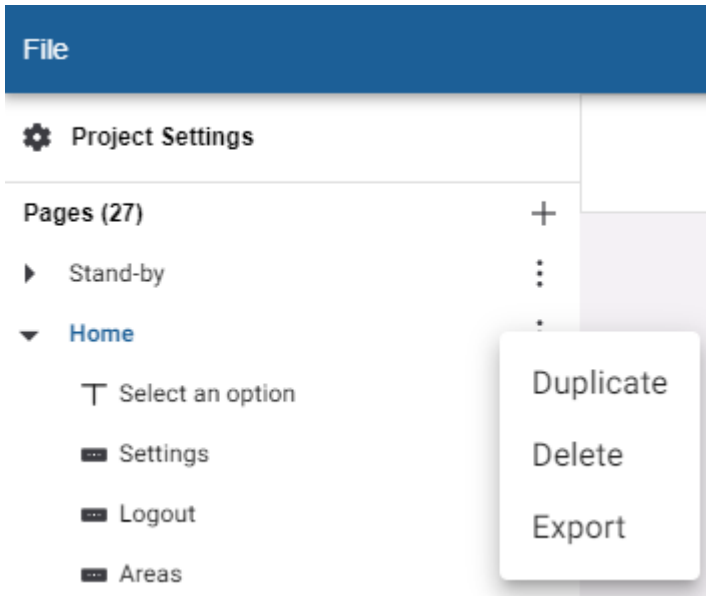 File
Project Settings
Pages (27)
Stand-by
Home
Select an option
Settings
Logout
Areas
Duplicate
Delete
Export